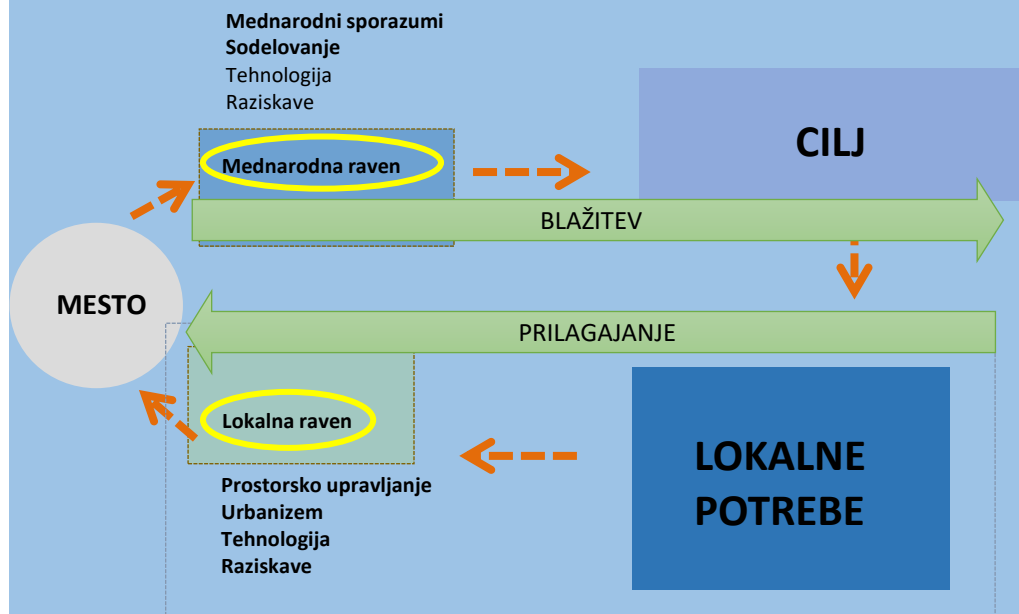 Mednarodni sporazumi
Sodelovanje
Tehnologija
Raziskave
Mednarodna raven
CILJ
BLAŽITEV
MESTO
PRILAGAJANJE
Lokalna raven
LOKALNE
POTREBE
Prostorsko upravljanje
Urbanizem
Tehnologija
Raziskave